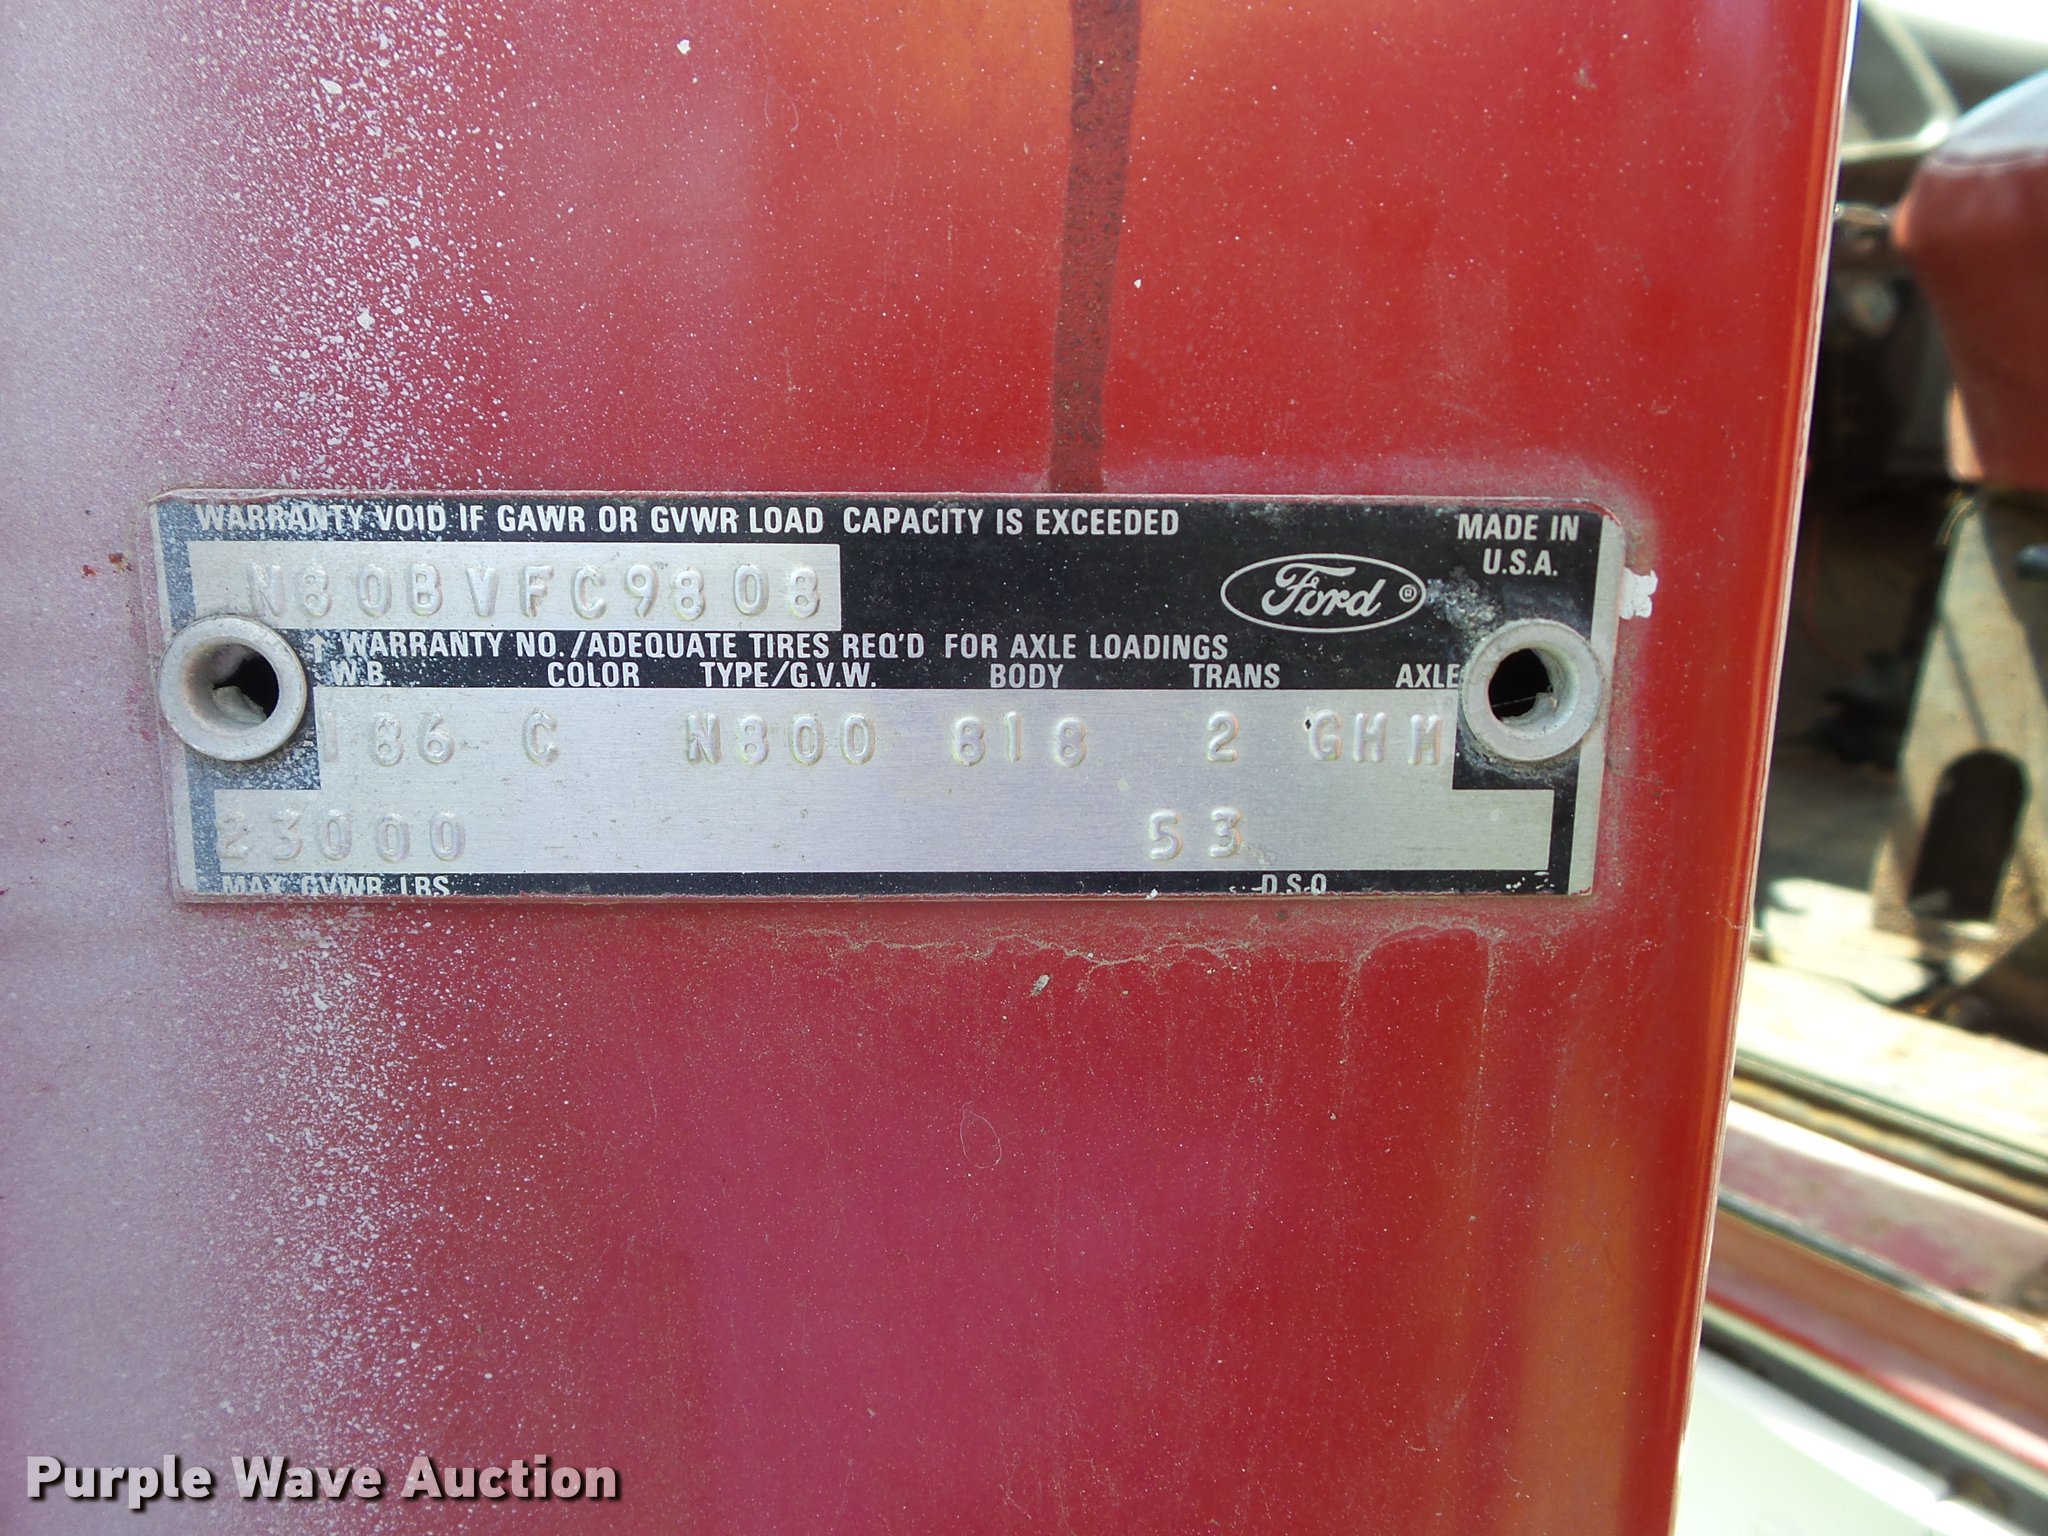 WARRANTY VOID IF GAWR OR GVWR LOAD CAPACITY IS EXCEEDED
MADE IN
U.S.A.
N80BVFC9808
Ford ®
↑ WARRANTY NO./ADEQUATE TIRES REQ'D FOR AXLE LOADINGS
W.B. COLOR TYPE/G.V.W. BODY TRANS AXLE
186 C N800 818 2 GMM
23000 53
MAX. GVWR LBS. D.S.O.
Purple Wave Auction